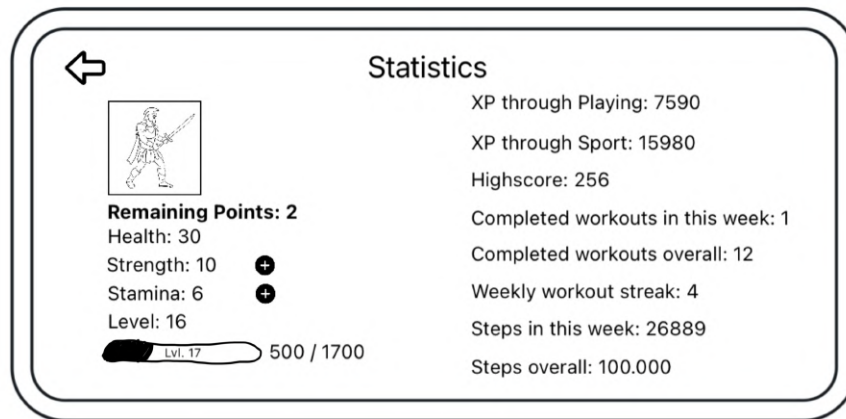 Statistics
Remaining Points: 2
Health: 30
Strength: 10
Stamina: 6
Level: 16
Lvl. 17
500 / 1700
XP through Playing: 7590
XP through Sport: 15980
Highscore: 256
Completed workouts in this week: 1
Completed workouts overall: 12
Weekly workout streak: 4
Steps in this week: 26889
Steps overall: 100.000